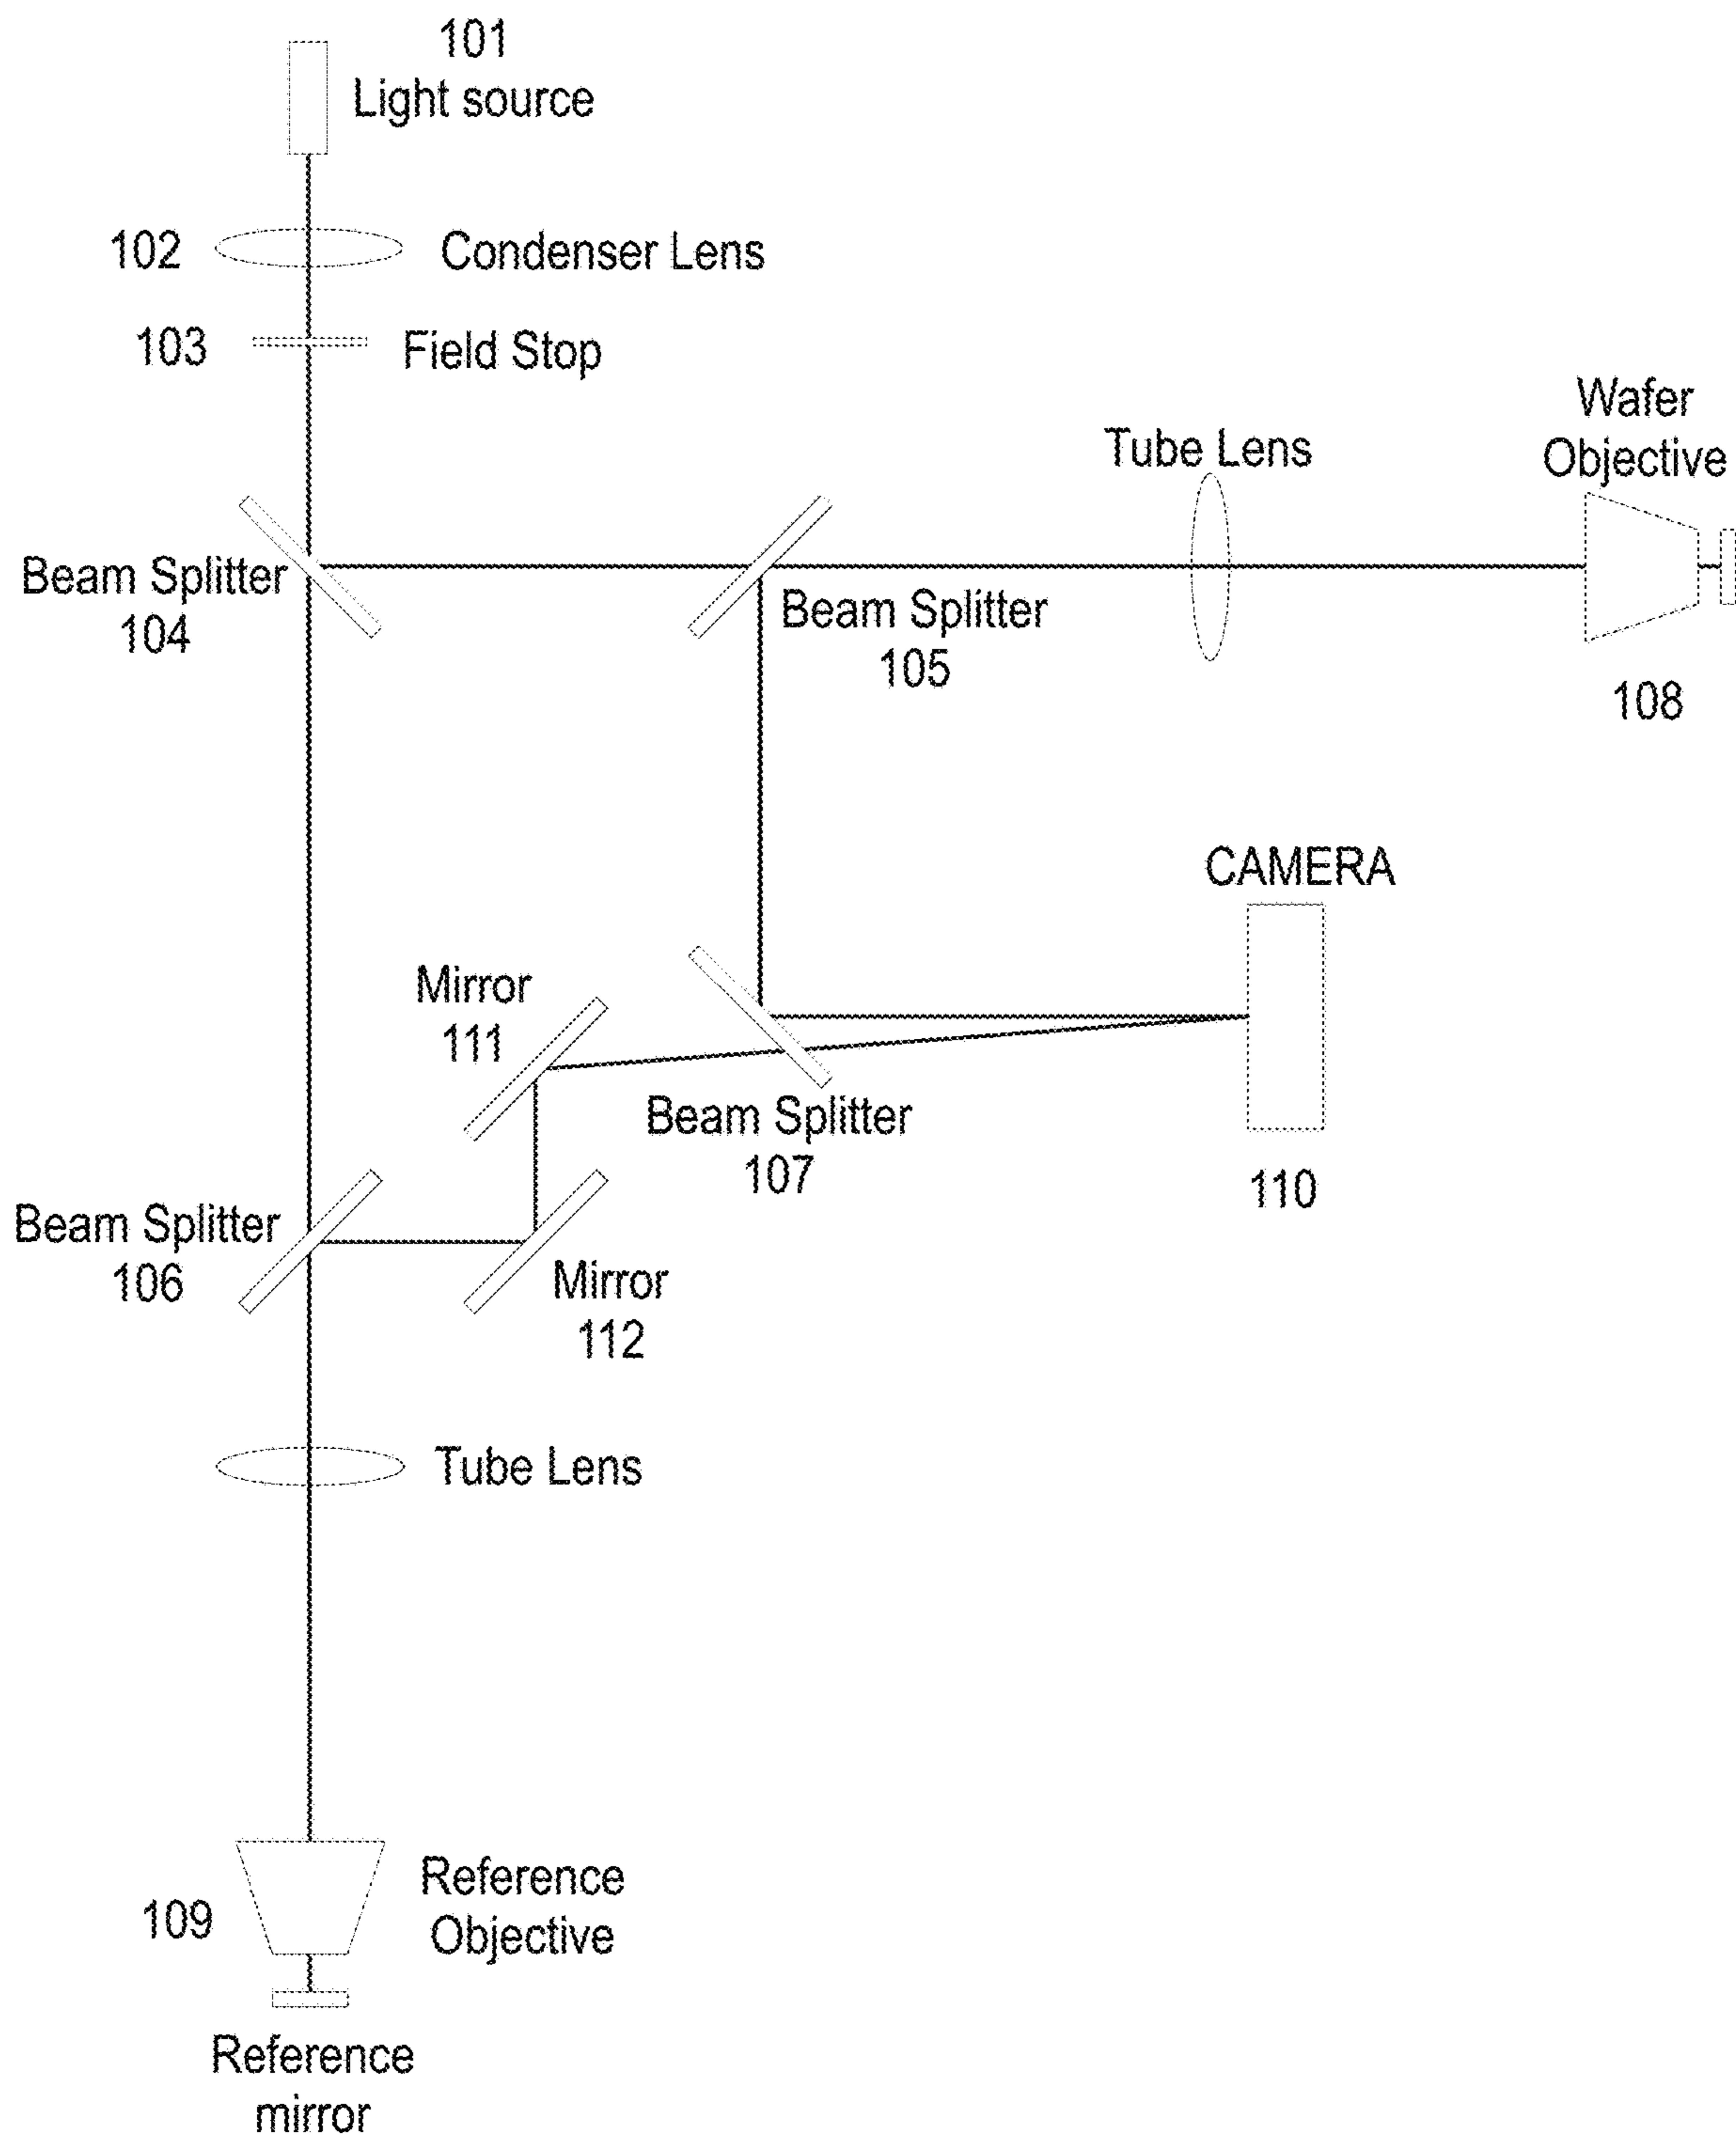 101
Light source
102
Condenser Lens
103
Field Stop
Wafer
Objective
Tube Lens
Beam Splitter
104
Beam Splitter
105
108
CAMERA
Mirror
111
Beam Splitter
107
110
Beam Splitter
106
Mirror
112
Tube Lens
109
Reference
Objective
Reference
mirror